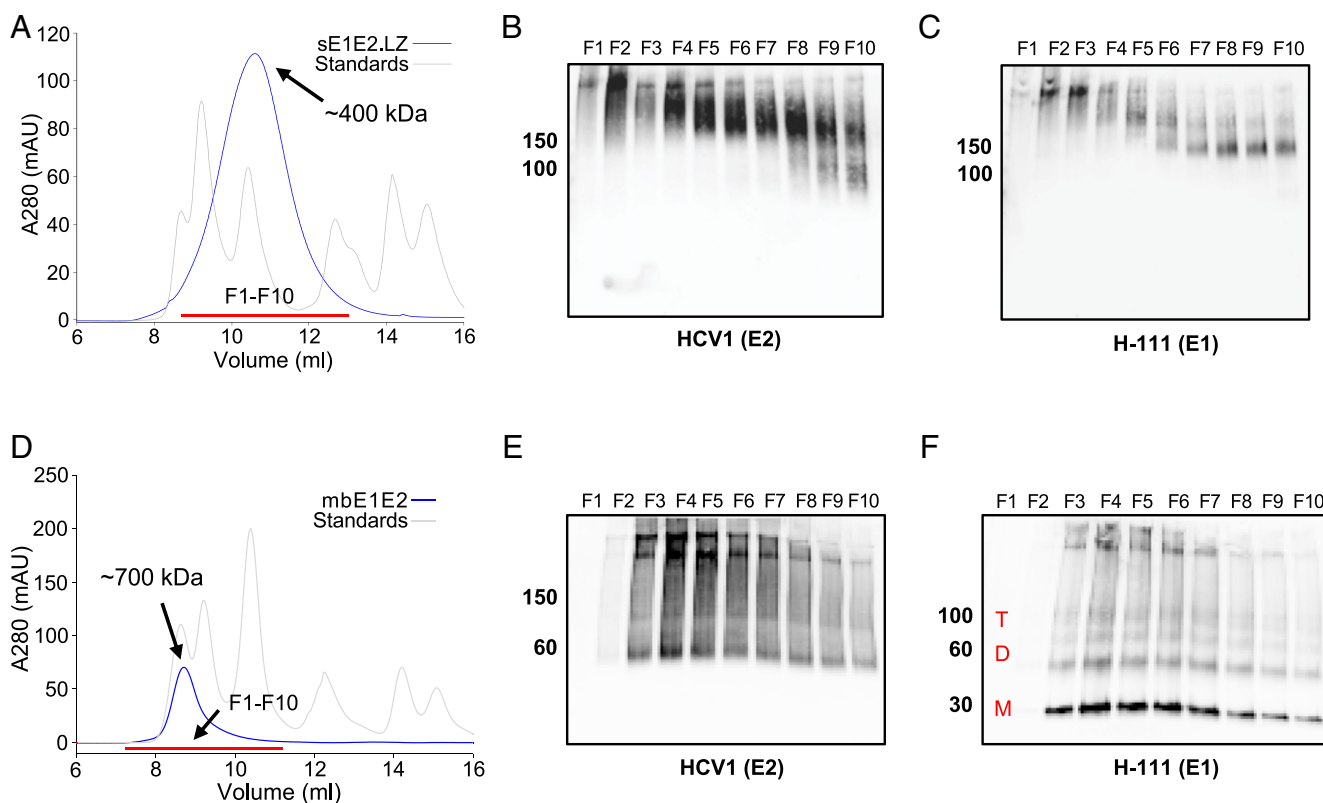 A
sE1E2.LZ
Standards
~400 kDa
F1-F10
A280 (mAU)
120
100
80
60
40
20
0
6 8 10 12 14 16
Volume (ml)
B
F1 F2 F3 F4 F5 F6 F7 F8 F9 F10
150
100
HCV1 (E2)
C
F1 F2 F3 F4 F5 F6 F7 F8 F9 F10
150
100
H-111 (E1)
D
mbE1E2
Standards
~700 kDa
F1-F10
A280 (mAU)
250
200
150
100
50
0
6 8 10 12 14 16
Volume (ml)
E
F1 F2 F3 F4 F5 F6 F7 F8 F9 F10
150
60
HCV1 (E2)
F
F1 F2 F3 F4 F5 F6 F7 F8 F9 F10
100 T
60 D
30 M
H-111 (E1)